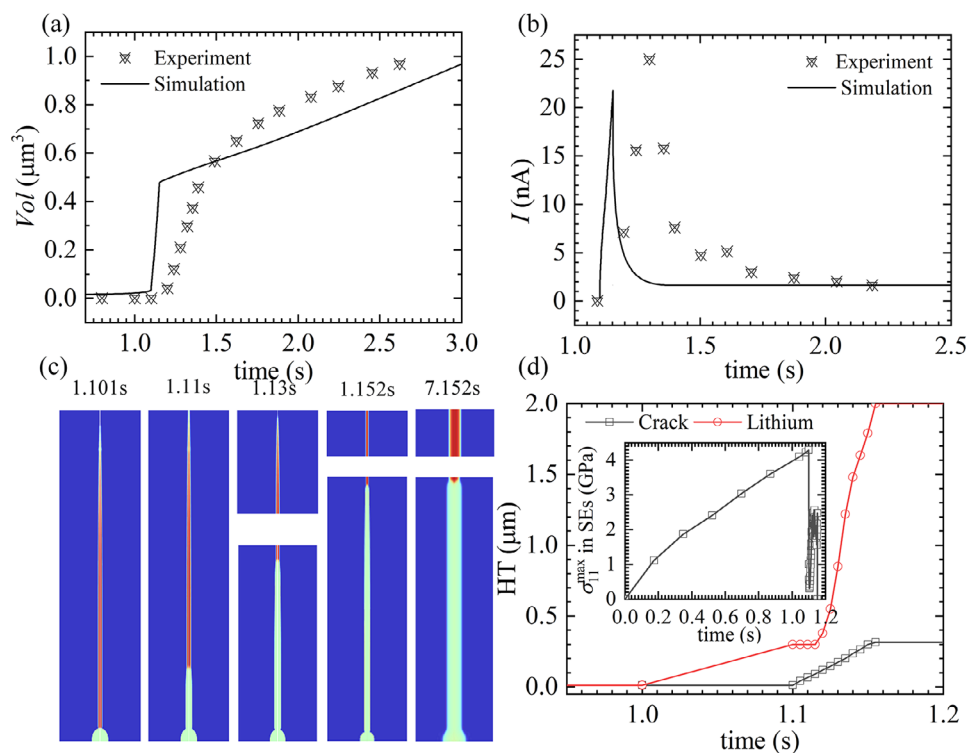 (a)
Experiment
Simulation
1.0
0.8
0.6
0.4
0.2
0.0
Vol (μm³)
1.0 1.5 2.0 2.5 3.0
time (s)
(b)
Experiment
Simulation
25
20
15
10
5
0
I (nA)
1.0 1.5 2.0 2.5
time (s)
(c)
1.101s 1.11s 1.13s 1.152s 7.152s
(d)
Crack Lithium
2.0
1.5
1.0
0.5
0.0
HT (μm)
1.0 1.1 1.2
time (s)
σ₁₁ᵐᵃˣ in SEs (GPa)
4
3
2
1
0
0.0 0.2 0.4 0.6 0.8 1.0 1.2
time (s)